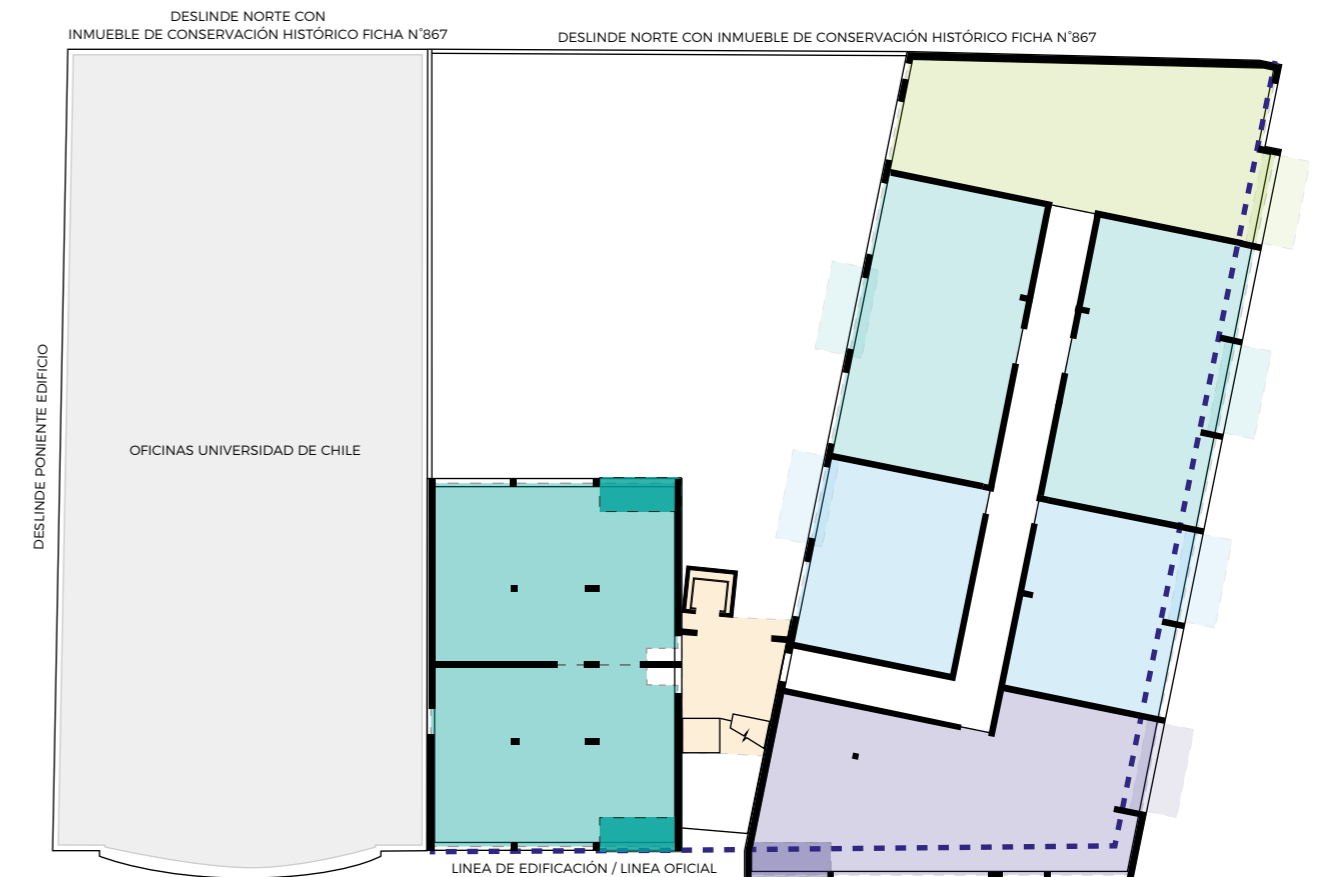 DESLINDE NORTE CON
INMUEBLE DE CONSERVACIÓN HISTÓRICO FICHA N°867
DESLINDE NORTE CON INMUEBLE DE CONSERVACIÓN HISTÓRICO FICHA N°867
DESLINDE PONIENTE EDIFICIO
OFICINAS UNIVERSIDAD DE CHILE
LINEA DE EDIFICACIÓN / LINEA OFICIAL